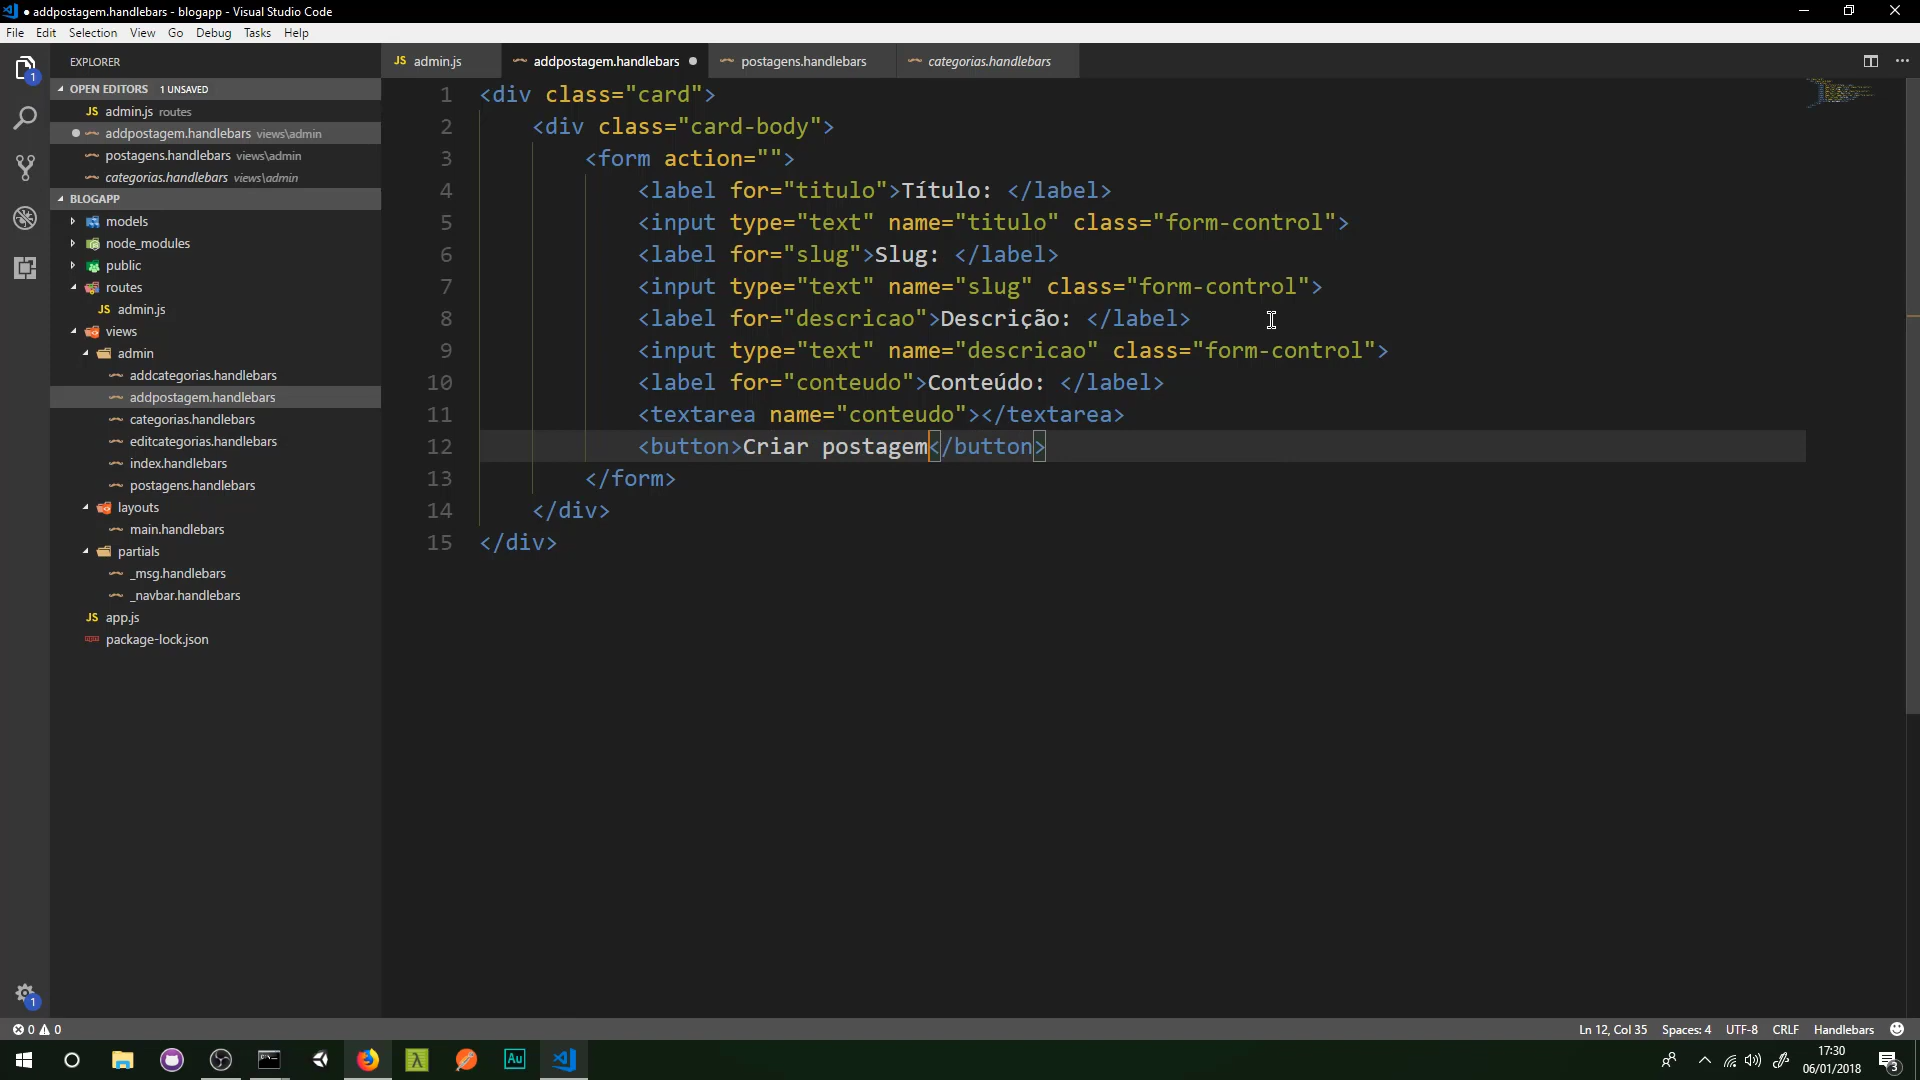 addpostagem.handlebars - blogapp - Visual Studio Code
File Edit Selection View Go Debug Tasks Help
EXPLORER
OPEN EDITORS 1 UNSAVED
JS admin.js routes
addpostagem.handlebars views\admin
postagens.handlebars views\admin
categorias.handlebars views\admin
BLOGAPP
models
node_modules
public
routes
JS admin.js
views
admin
addcategorias.handlebars
addpostagem.handlebars
categorias.handlebars
editcategorias.handlebars
index.handlebars
postagens.handlebars
layouts
main.handlebars
partials
_msg.handlebars
_navbar.handlebars
JS app.js
package-lock.json
1
1
JS admin.js addpostagem.handlebars postagens.handlebars categorias.handlebars
1 <div class="card">
2 <div class="card-body">
3 <form action="">
4 <label for="titulo">Título: </label>
5 <input type="text" name="titulo" class="form-control">
6 <label for="slug">Slug: </label>
7 <input type="text" name="slug" class="form-control">
8 <label for="descricao">Descrição: </label>
9 <input type="text" name="descricao" class="form-control">
10 <label for="conteudo">Conteúdo: </label>
11 <textarea name="conteudo"></textarea>
12 <button>Criar postagem</button>
13 </form>
14 </div>
15 </div>
0 0 Ln 12, Col 35 Spaces: 4 UTF-8 CRLF Handlebars
Au
17:30
06/01/2018
3